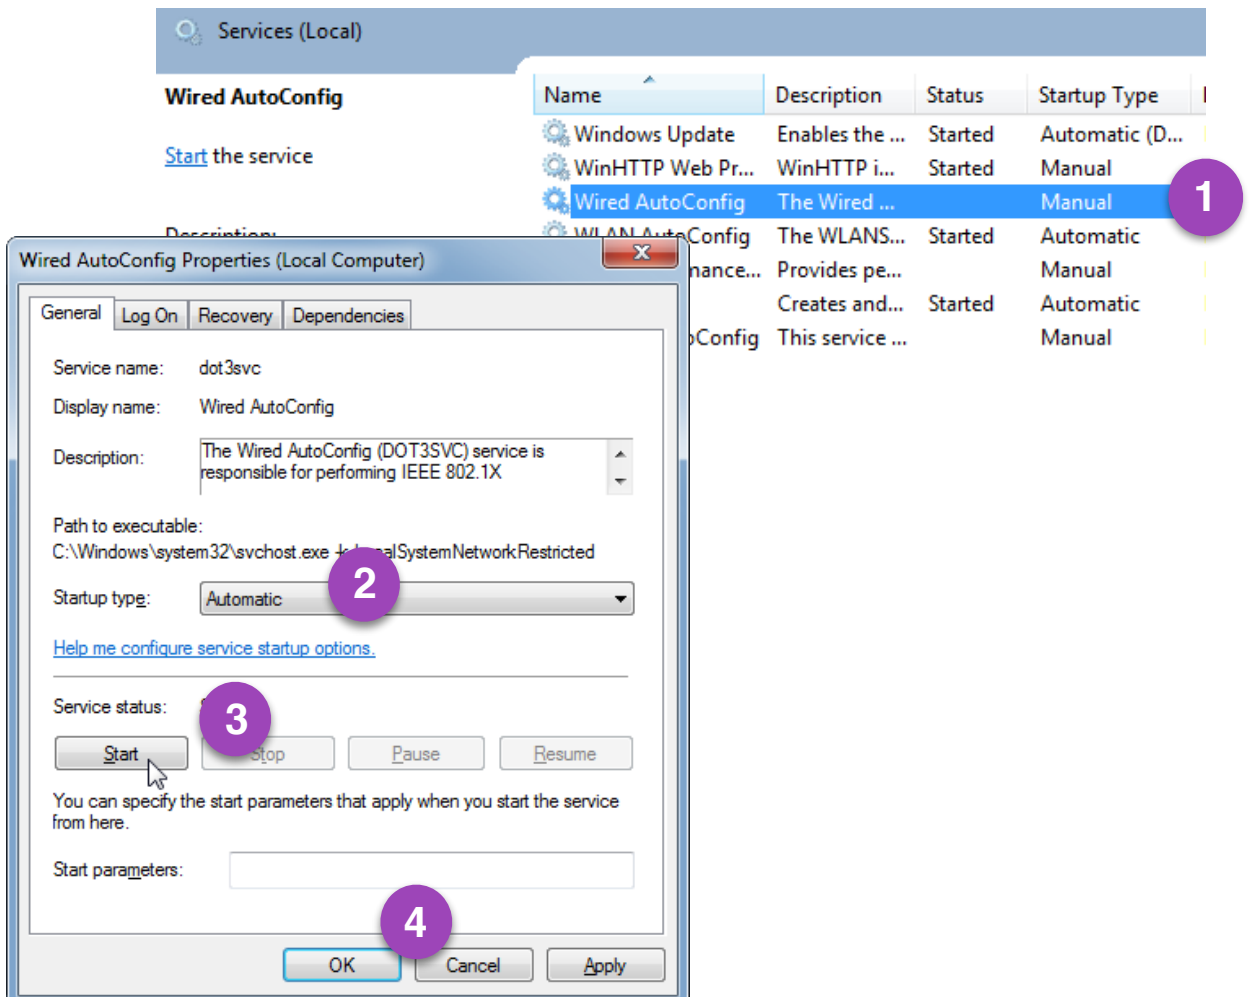 Services (Local)
Wired AutoConfig
Start the service
Description:
Name Description Status Startup Type
Windows Update Enables the ... Started Automatic (D...
WinHTTP Web Pr... WinHTTP i... Started Manual
Wired AutoConfig The Wired ... Manual
1
WLAN AutoConfig The WLANS... Started Automatic
mance... Provides pe... Manual
Creates and... Started Automatic
oConfig This service ... Manual
Wired AutoConfig Properties (Local Computer)
General Log On Recovery Dependencies
Service name: dot3svc
Display name: Wired AutoConfig
Description: The Wired AutoConfig (DOT3SVC) service is
responsible for performing IEEE 802.1X
Path to executable:
C:\Windows\system32\svchost.exe LocalSystemNetworkRestricted
2
Startup type: Automatic
Help me configure service startup options.
Service status:
3
Start Stop Pause Resume
You can specify the start parameters that apply when you start the service
from here.
Start parameters:
4
OK Cancel Apply